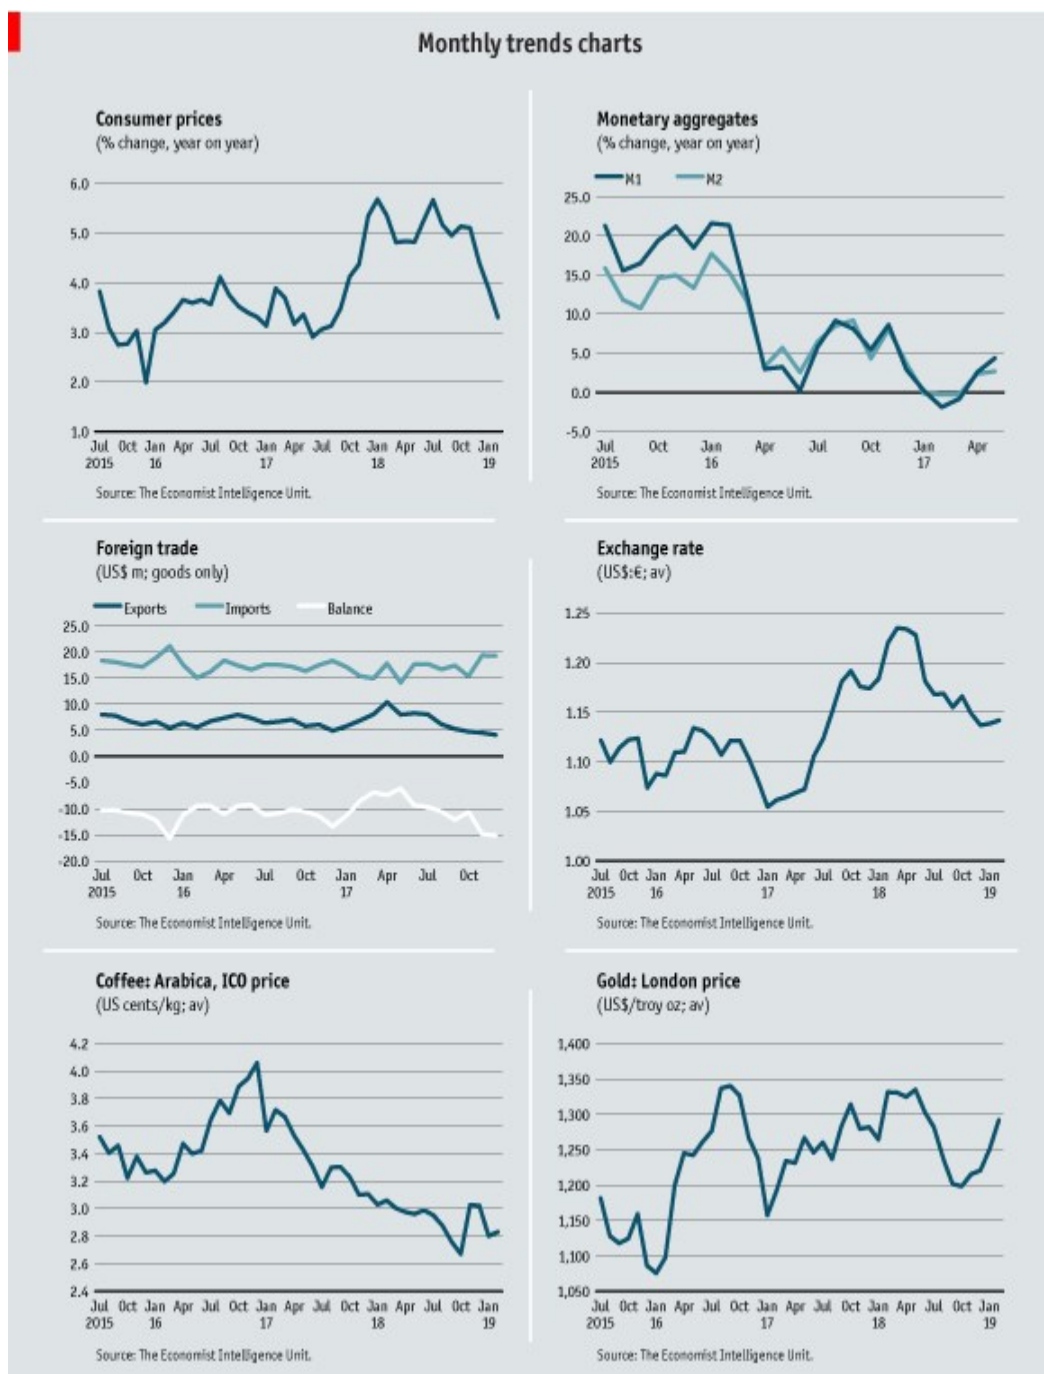 Monthly trends charts
Consumer prices
(% change, year on year)
6.0
5.0
4.0
3.0
2.0
1.0
Jul Oct Jan Apr Jul Oct Jan Apr Jul Oct Jan Apr Jul Oct Jan
2015 16 17 18 19
Source: The Economist Intelligence Unit.
Monetary aggregates
(% change, year on year)
M1 M2
25.0
20.0
15.0
10.0
5.0
0.0
-5.0
Jul Oct Jan Apr Jul Oct Jan Apr
2015 16 17
Source: The Economist Intelligence Unit.
Foreign trade
(US$ m; goods only)
Exports Imports Balance
25.0
20.0
15.0
10.0
5.0
0.0
-5.0
-10.0
-15.0
-20.0
Jul Oct Jan Apr Jul Oct Jan Apr Jul Oct
2015 16 17
Source: The Economist Intelligence Unit.
Exchange rate
(US$:€; av)
1.25
1.20
1.15
1.10
1.05
1.00
Jul Oct Jan Apr Jul Oct Jan Apr Jul Oct Jan Apr Jul Oct Jan
2015 16 17 18 19
Source: The Economist Intelligence Unit.
Coffee: Arabica, ICO price
(US cents/kg; av)
4.2
4.0
3.8
3.6
3.4
3.2
3.0
2.8
2.6
2.4
Jul Oct Jan Apr Jul Oct Jan Apr Jul Oct Jan Apr Jul Oct Jan
2015 16 17 18 19
Source: The Economist Intelligence Unit.
Gold: London price
(US$/troy oz; av)
1,400
1,350
1,300
1,250
1,200
1,150
1,100
1,050
Jul Oct Jan Apr Jul Oct Jan Apr Jul Oct Jan Apr Jul Oct Jan
2015 16 17 18 19
Source: The Economist Intelligence Unit.